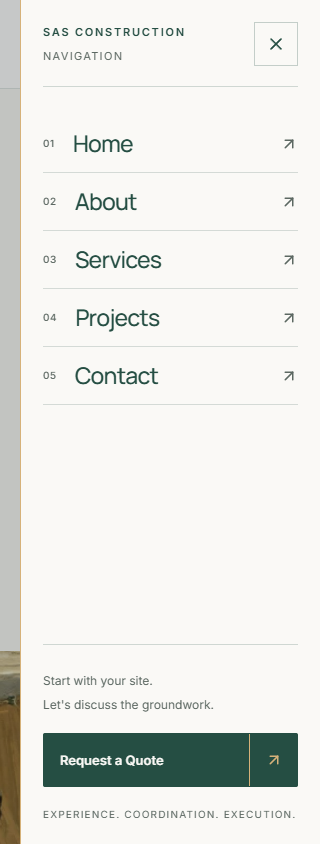 SAS CONSTRUCTION
NAVIGATION
01 Home
02 About
03 Services
04 Projects
05 Contact
Start with your site.
Let's discuss the groundwork.
Request a Quote
EXPERIENCE. COORDINATION. EXECUTION.